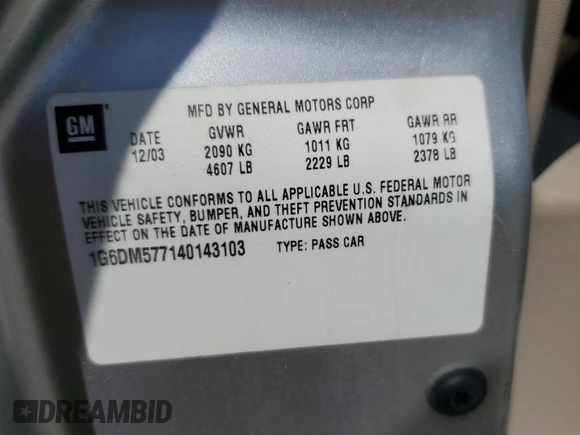 MFD BY GENERAL MOTORS CORP
GM®
DATE GVWR GAWR FRT GAWR RR
12/03 2090 KG 1011 KG 1079 KG
4607 LB 2229 LB 2378 LB
THIS VEHICLE CONFORMS TO ALL APPLICABLE U.S. FEDERAL MOTOR
VEHICLE SAFETY, BUMPER, AND THEFT PREVENTION STANDARDS IN
EFFECT ON THE DATE OF MANUFACTURE SHOWN ABOVE.
1G6DM577140143103 TYPE: PASS CAR
DREAMBID